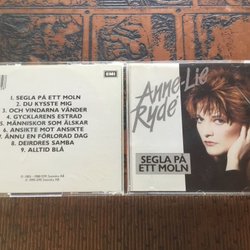 EMI
1. SEGLA PÅ ETT MOLN
2. DU KYSSTE MIG
3. OCH VINDARNA VÄNDER
4. GYCKLARENS ESTRAD
5. MÄNNISKOR SOM ÄLSKAR
6. ANSIKTE MOT ANSIKTE
7. ÄNNU EN FÖRLORAD DAG
8. DEIRDRES SAMBA
9. ALLTID BLÅ
Anne-Lie
Rydé
SEGLA PÅ
ETT MOLN